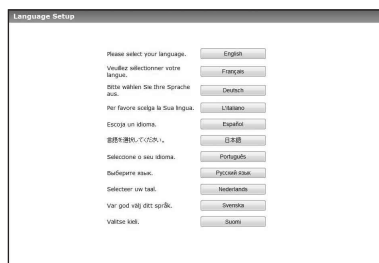 Language Setup
Please select your language.
English
Veuillez sélectionner votre
langue.
Français
Bitte wählen Sie Ihre Sprache
aus.
Deutsch
Per favore scelga la Sua lingua.
L'Italiano
Escoja un idioma.
Español
言語を選択してください。
日本語
Seleccione o seu idioma.
Português
Выберите язык.
Русский язык
Selecteer uw taal.
Nederlands
Var god välj ditt språk.
Svenska
Valitse kieli.
Suomi